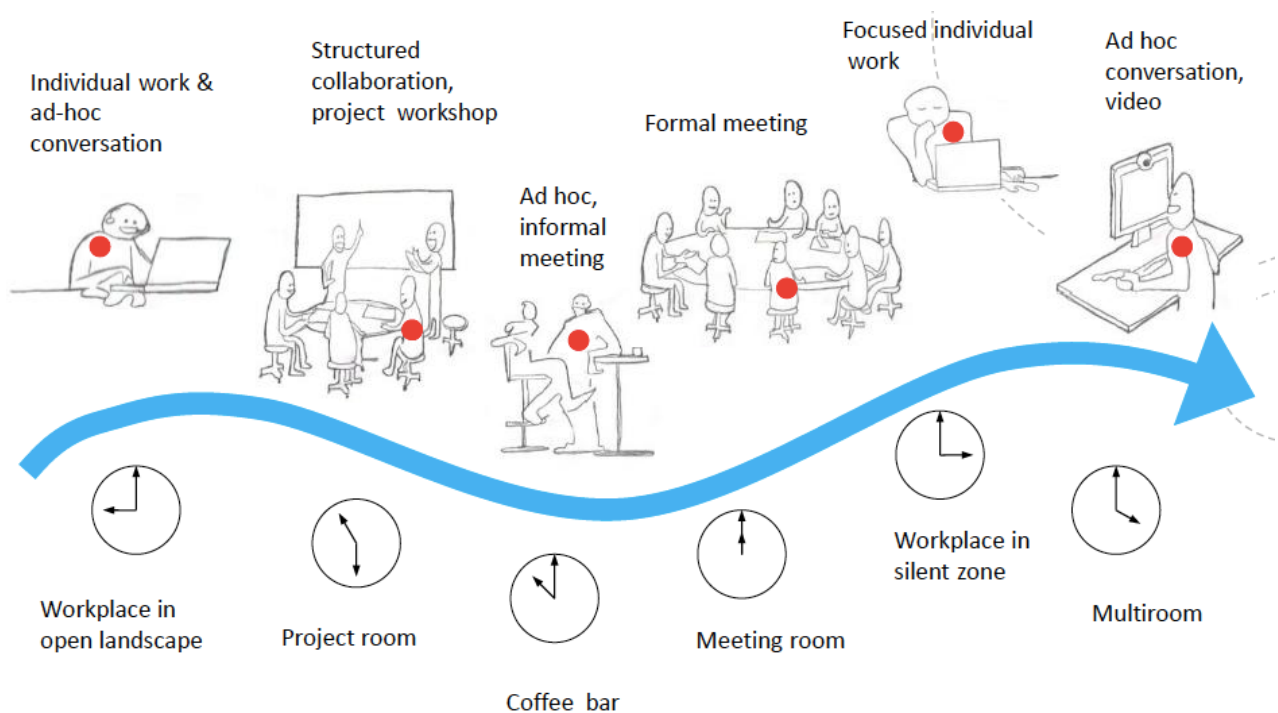 Individual work &
ad-hoc
conversation
Structured
collaboration,
project workshop
Ad hoc,
informal
meeting
Formal meeting
Focused individual
work
Ad hoc
conversation,
video
Workplace in
open landscape
Project room
Coffee bar
Meeting room
Workplace in
silent zone
Multiroom